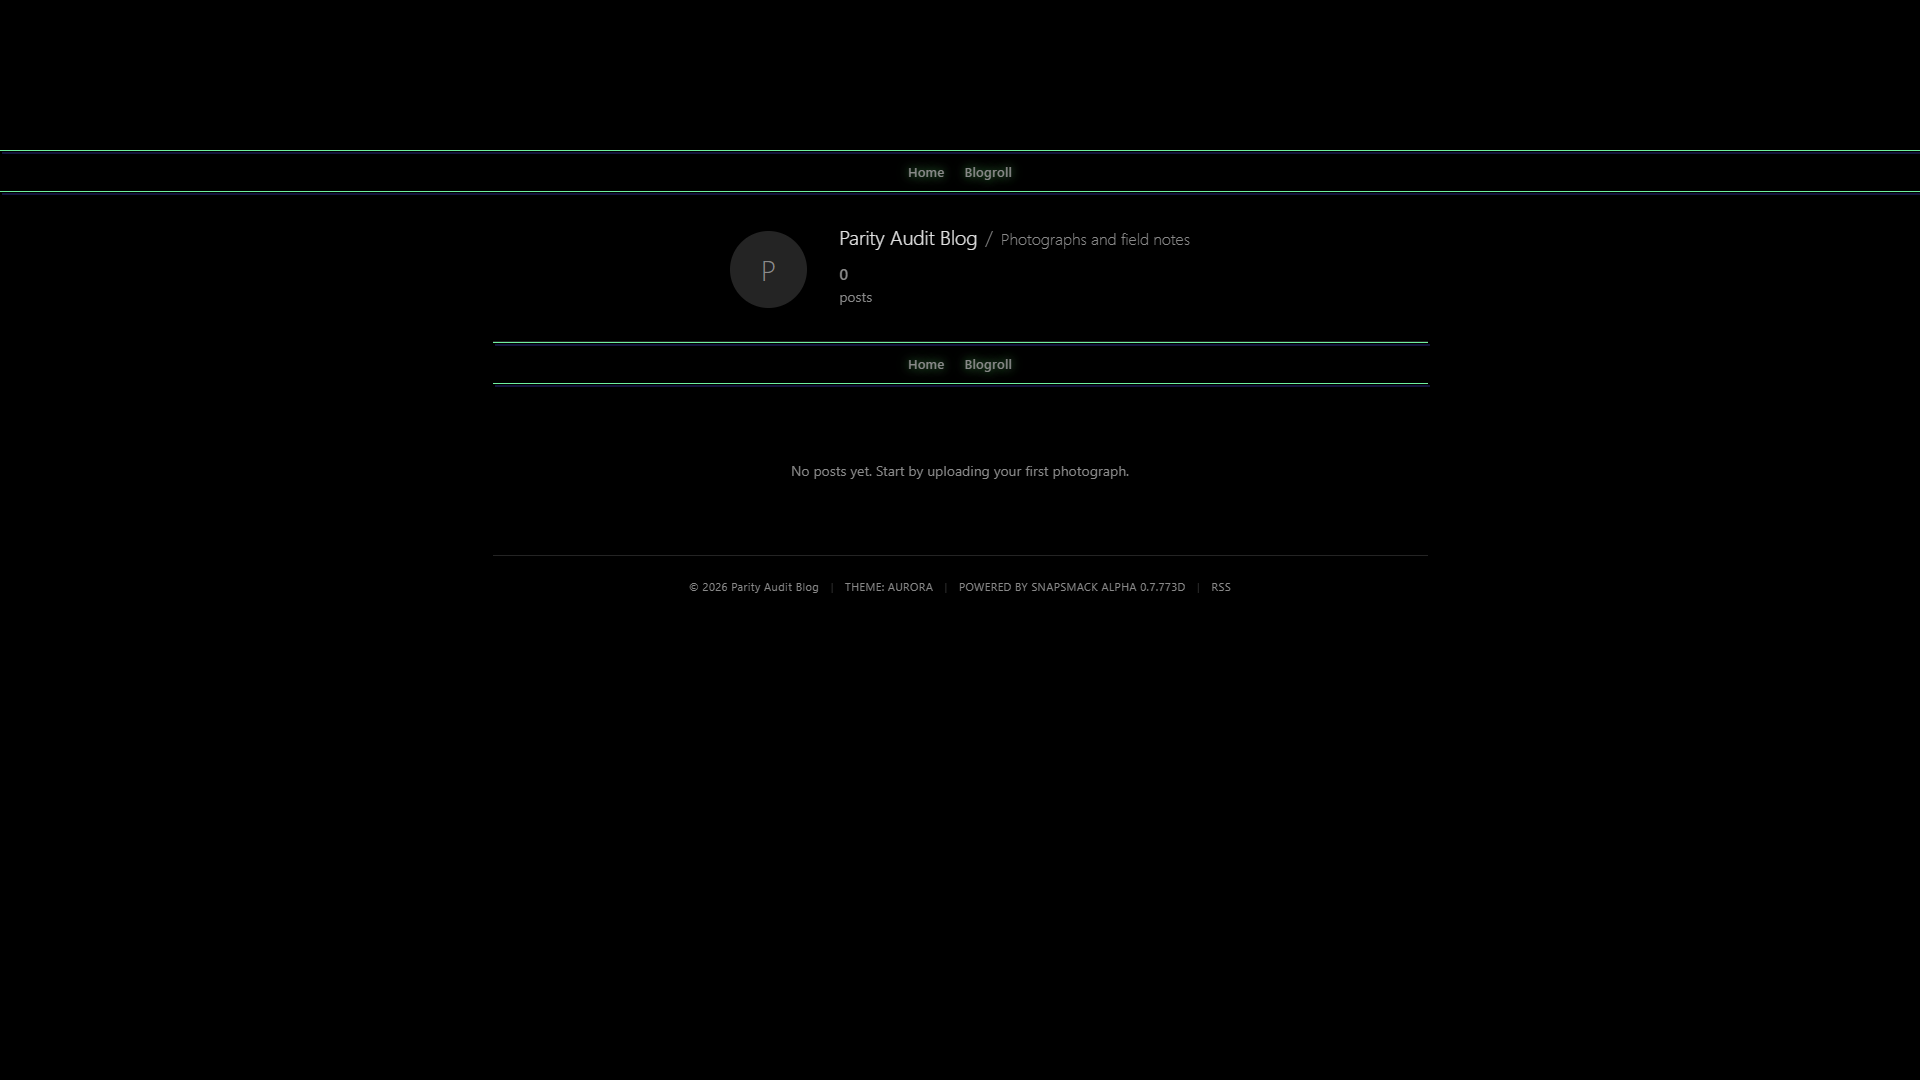 Home Blogroll
P
Parity Audit Blog / Photographs and field notes
0
posts
Home Blogroll
No posts yet. Start by uploading your first photograph.
© 2026 Parity Audit Blog | THEME: AURORA | POWERED BY SNAPSMACK ALPHA 0.7.773D | RSS